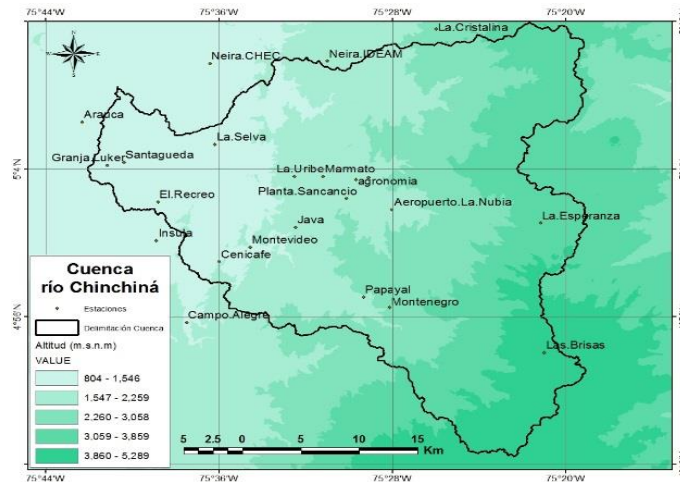 75°44'W 75°36'W 75°28'W 75°20'W
N
S
La.Cristalina
Neira.CHEC
Neira.IDEAM
Arauca
La.Selva
Granja.Luker
Santagueda
5°4'N
La.Uribe
Marmato
agronomia
Planta.Sancancio
El.Recreo
Aeropuerto.La.Nubia
La.Esperanza
Java
Insula
Montevideo
Cenicafe
Papayal
Montenegro
4°56'N
Campo.Alegre
Las.Brisas
Cuenca
río Chinchiná
Estaciones
Delimitación Cuenca
Altitud (m.s.n.m)
VALUE
804 - 1,546
1,547 - 2,259
2,260 - 3,058
3,059 - 3,859
3,860 - 5,289
5 2.5 0 5 10 15
Km
75°36'W 75°28'W 75°20'W